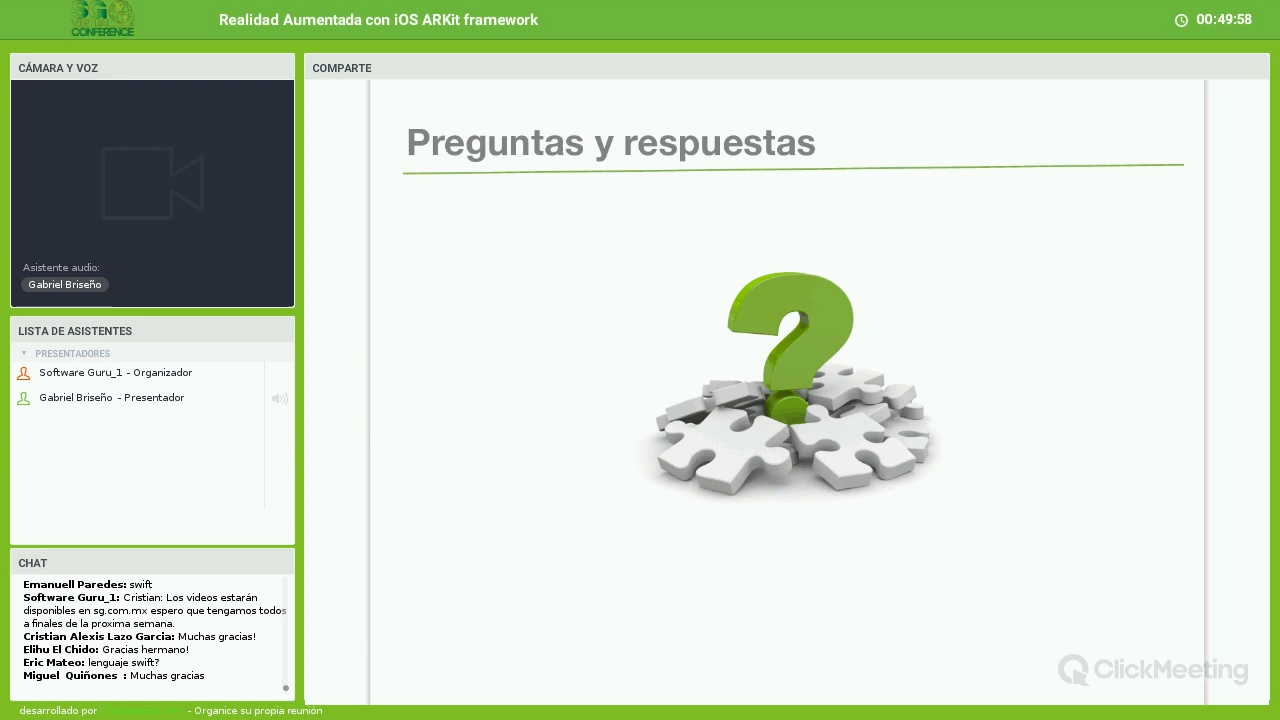 SG
VIRTUAL
CONFERENCE
Realidad Aumentada con iOS ARKit framework
00:49:58
CÁMARA Y VOZ
Asistente audio:
Gabriel Briseño
LISTA DE ASISTENTES
PRESENTADORES
Software Guru_1 - Organizador
Gabriel Briseño - Presentador
CHAT
Emanuell Paredes: swift
Software Guru_1: Cristian: Los videos estarán
disponibles en sg.com.mx espero que tengamos todos
a finales de la proxima semana.
Cristian Alexis Lazo Garcia: Muchas gracias!
Elihu El Chido: Gracias hermano!
Eric Mateo: lenguaje swift?
Miguel Quiñones : Muchas gracias
desarrollado por - Organice su propia reunión
COMPARTE
Preguntas y respuestas
?
ClickMeeting